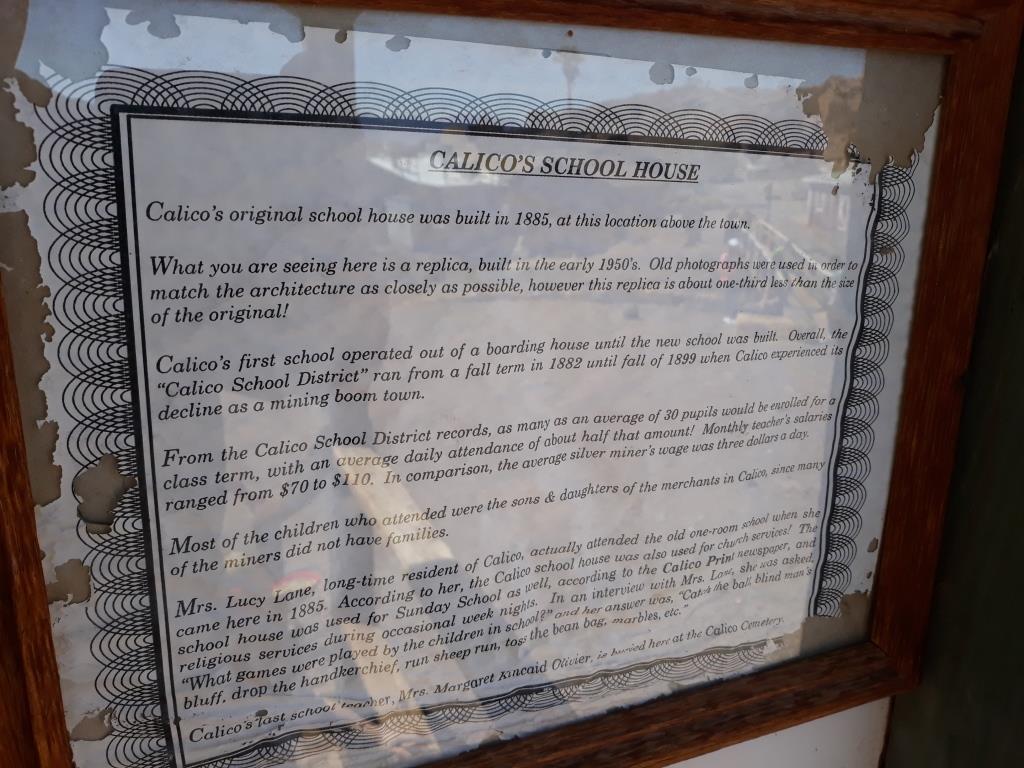 CALICO'S SCHOOL HOUSE
Calico's original school house was built in 1885, at this location above the town.
What you are seeing here is a replica, built in the early 1950's. Old photographs were used in order to
match the architecture as closely as possible, however this replica is about one-third less than the size
of the original!
Calico's first school operated out of a boarding house until the new school was built. Overall, the
"Calico School District" ran from a fall term in 1882 until fall of 1899 when Calico experienced its
decline as a mining boom town.
From the Calico School District records, as many as an average of 30 pupils would be enrolled for a
class term, with an average daily attendance of about half that amount! Monthly teacher's salaries
ranged from $70 to $110. In comparison, the average silver miner's wage was three dollars a day.
Most of the children who attended were the sons & daughters of the merchants in Calico, since many
of the miners did not have families.
Mrs. Lucy Lane, long-time resident of Calico, actually attended the old one-room school when she
came here in 1885. According to her, the Calico school house was also used for church services! The
school house was used for Sunday School as well, according to the Calico Print newspaper, and
religious services during occasional week nights. In an interview with Mrs. Lane, she was asked,
"What games were played by the children in school?" and her answer was, "Catch the ball, blind man's
bluff, drop the handkerchief, run sheep run, toss the bean bag, marbles, etc."
Calico's last school teacher, Mrs. Margaret Kincaid Olivier, is buried here at the Calico Cemetery.